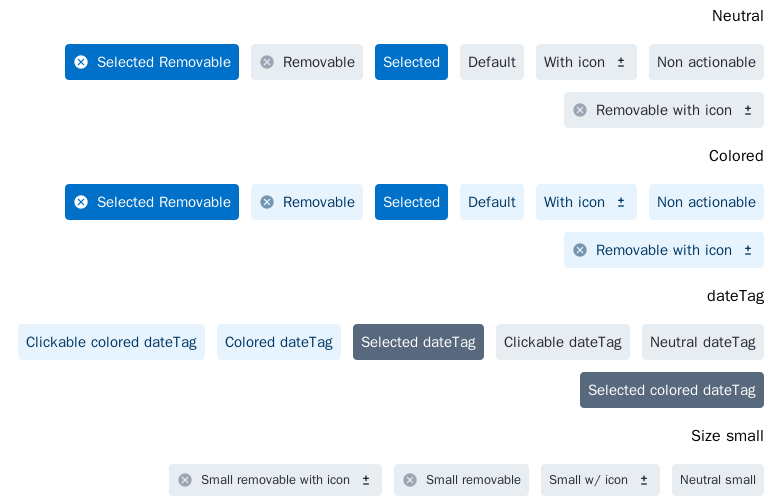 Neutral
Selected Removable Removable Selected Default With icon ± Non actionable
Removable with icon ±
Colored
Selected Removable Removable Selected Default With icon ± Non actionable
Removable with icon ±
dateTag
Clickable colored dateTag Colored dateTag Selected dateTag Clickable dateTag Neutral dateTag
Selected colored dateTag
Size small
Small removable with icon ± Small removable Small w/ icon ± Neutral small